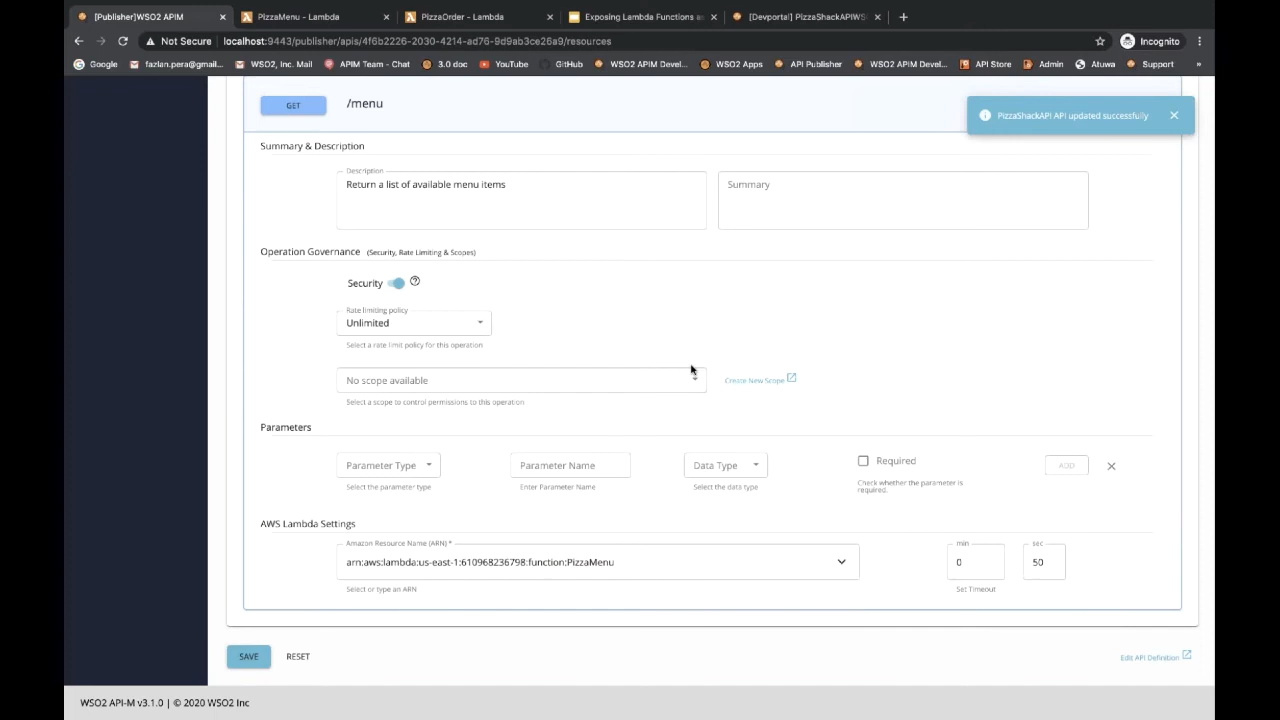 [Publisher]WSO2 APIM
PizzaMenu - Lambda
PizzaOrder - Lambda
Exposing Lambda Functions as
[Devportal] PizzaShackAPIWS
Not Secure
localhost:9443/publisher/apis/4f6b2226-2030-4214-ad76-9d9ab3ce26a9/resources
Incognito
Google
fazlan.pera@gmail...
WSO2, Inc. Mail
APIM Team - Chat
3.0 doc
YouTube
GitHub
WSO2 APIM Devel...
WSO2 Apps
API Publisher
WSO2 APIM Devel...
API Store
Admin
Atuwa
Support
»
GET
/menu
PizzaShackAPI API updated successfully
Summary & Description
Description
Return a list of available menu items
Summary
Operation Governance (Security, Rate Limiting & Scopes)
Security
Rate limiting policy
Unlimited
Select a rate limit policy for this operation
No scope available
Create New Scope
Select a scope to control permissions to this operation
Parameters
Parameter Type
Parameter Name
Data Type
Required
ADD
Select the parameter type
Enter Parameter Name
Select the data type
Check whether the parameter is
required.
AWS Lambda Settings
Amazon Resource Name (ARN) *
arn:aws:lambda:us-east-1:610968236798:function:PizzaMenu
min
0
sec
50
Select or type an ARN
Set Timeout
SAVE
RESET
Edit API Definition
WSO2 API-M v3.1.0 | © 2020 WSO2 Inc